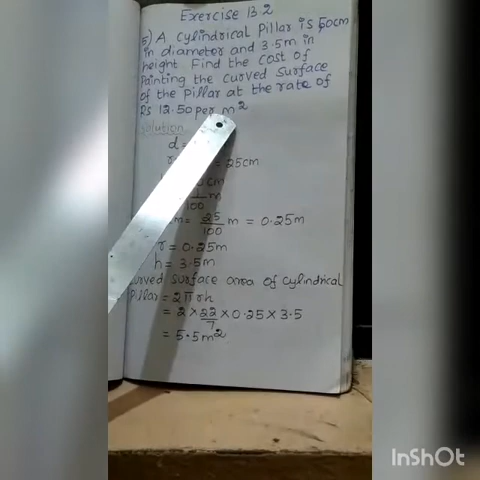 Exercise 13.2
5) A cylindrical Pillar is 50cm
in diameter and 3.5m in
height. Find the cost of
Painting the curved surface
of the Pillar at the rate of
Rs 12.50 per m²
Solution
d =
r = 25cm
cm
1/100 m
m = 25/100 m = 0.25m
r = 0.25m
h = 3.5m
curved surface area of cylindrical
Pillar = 2πrh
= 2 × 22/7 × 0.25 × 3.5
= 5.5m²
InShOt